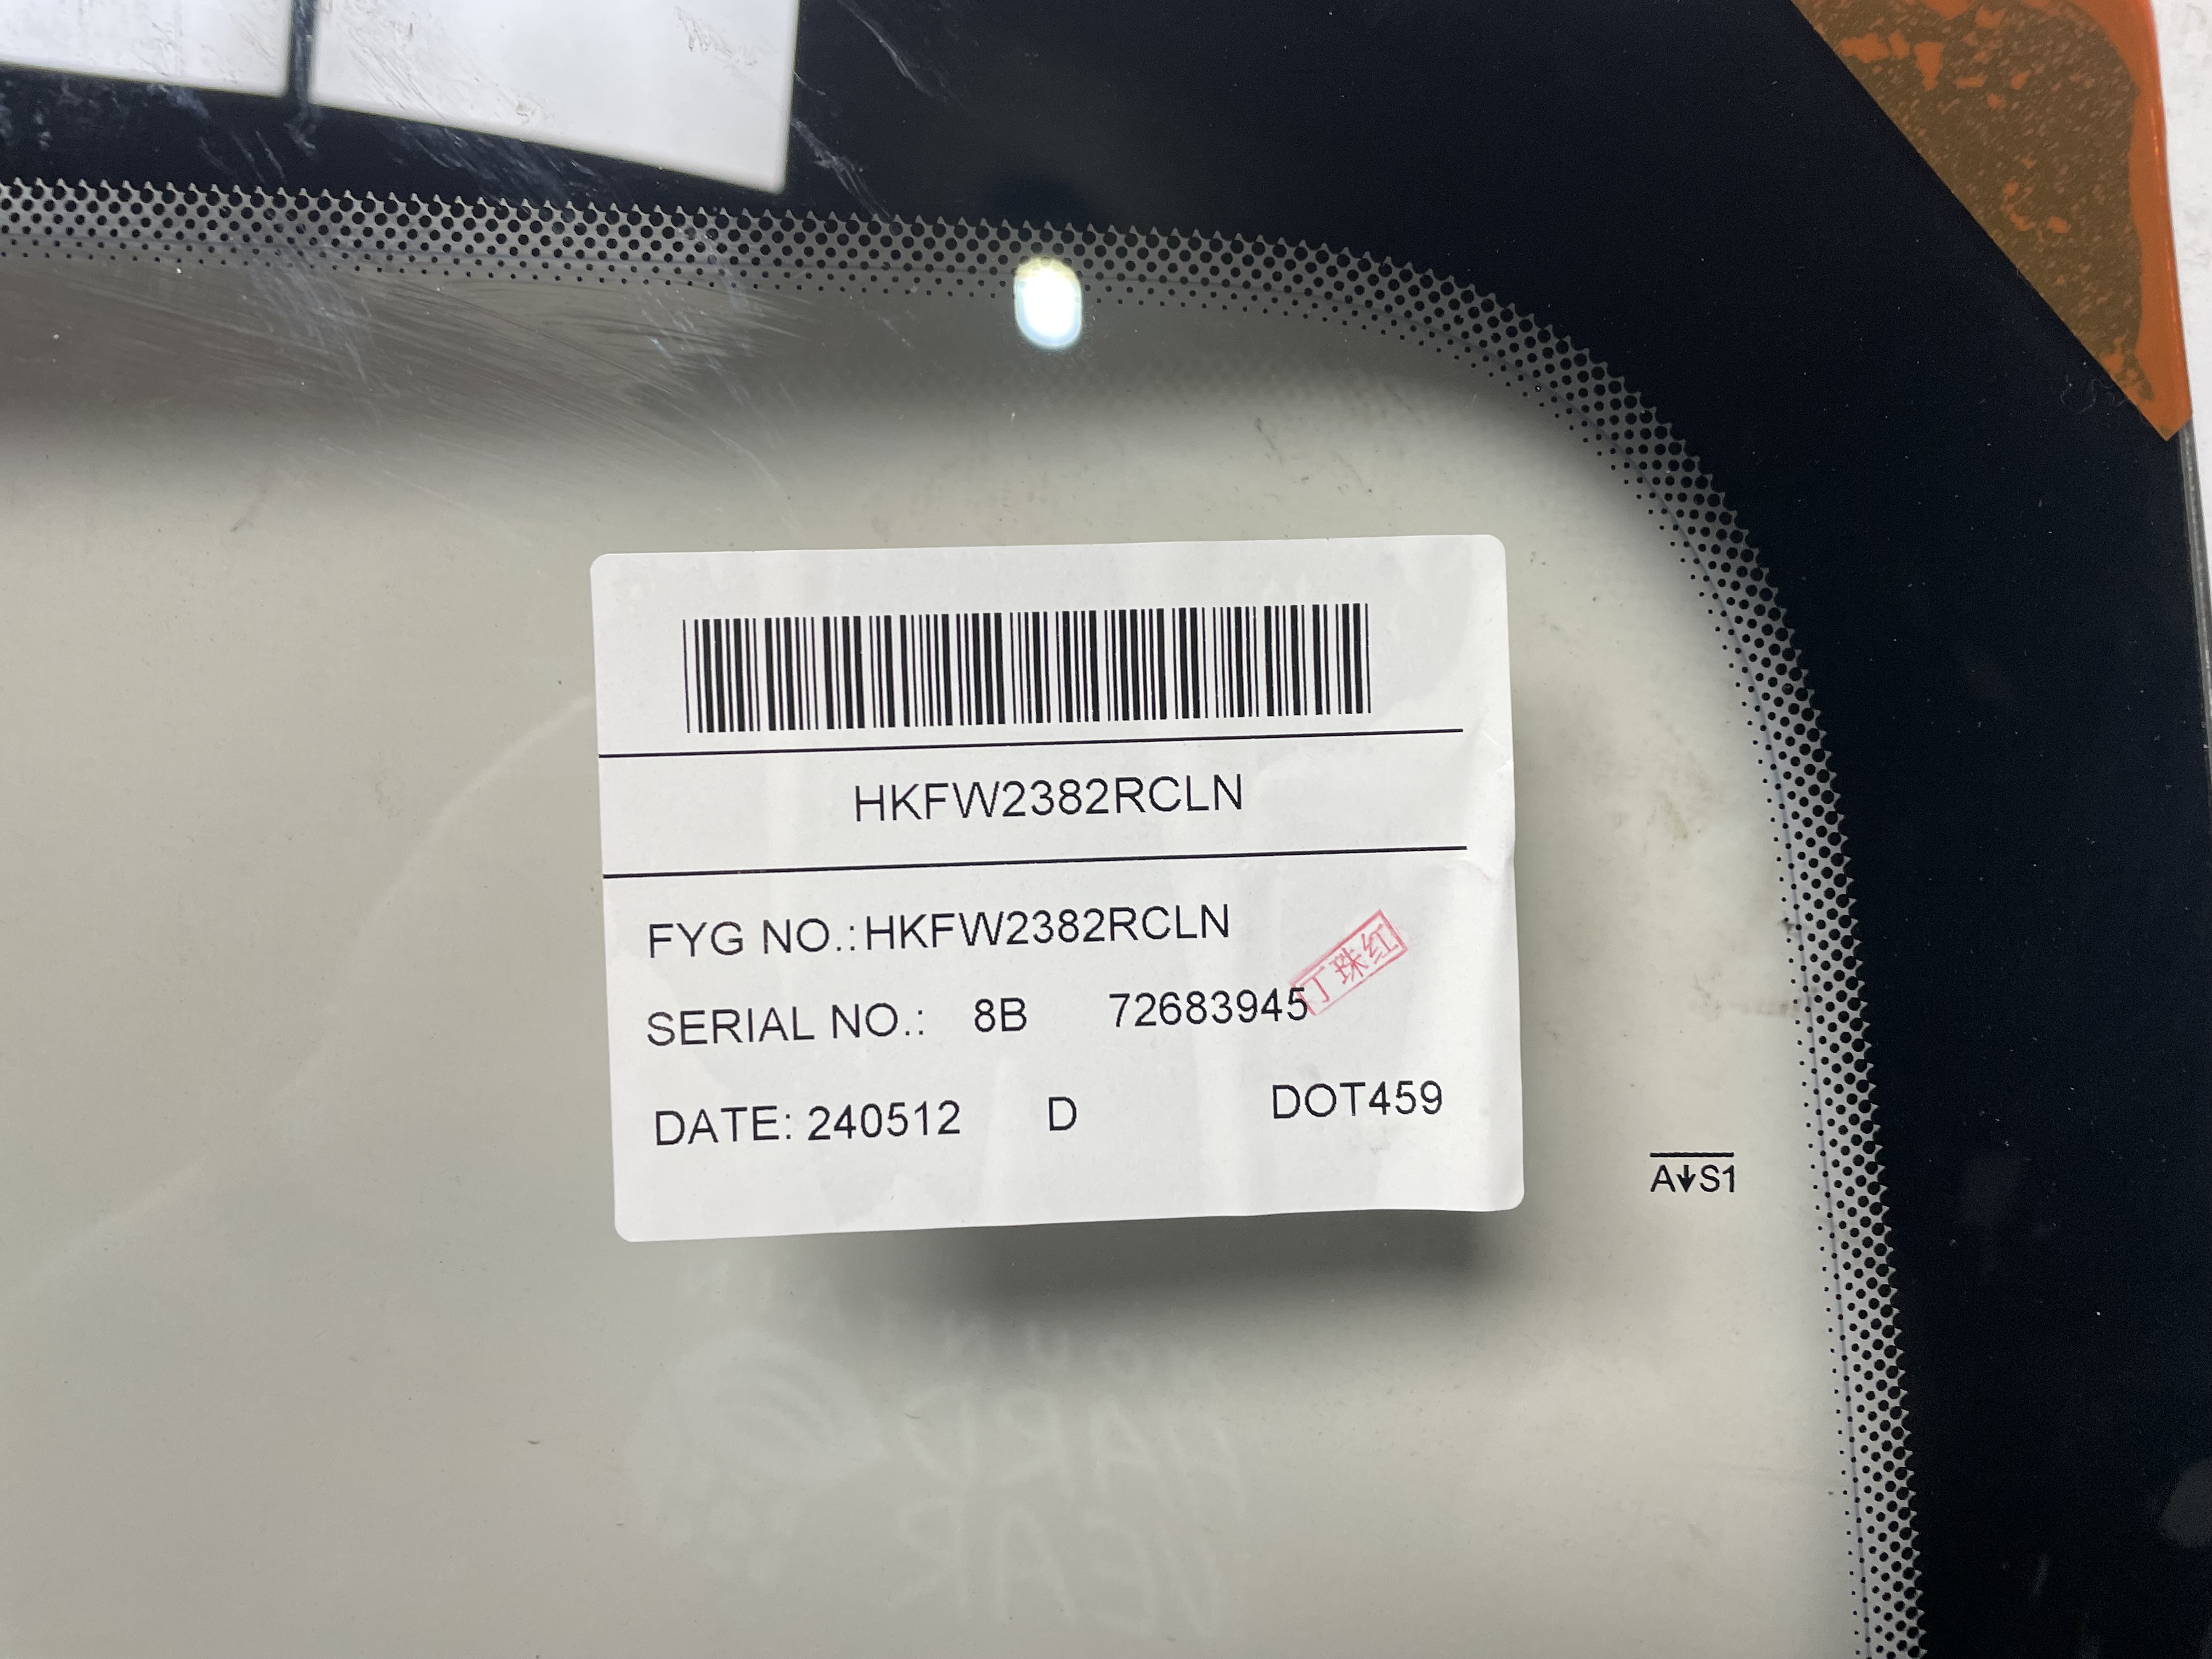 HKFW2382RCLN
FYG NO.:HKFW2382RCLN
丁珠红
SERIAL NO.: 8B 72683945
DATE: 240512 D DOT459
A↓S1